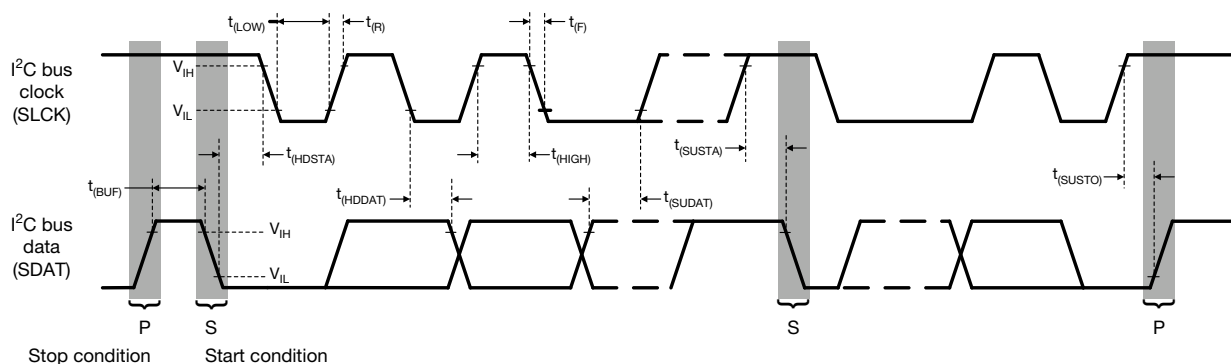 t(LOW)
t(R)
t(F)
I²C bus
clock
(SLCK)
VIH
VIL
t(HDSTA)
t(HIGH)
t(SUSTA)
t(SUSTO)
t(BUF)
t(HDDAT)
t(SUDAT)
I²C bus
data
(SDAT)
VIH
VIL
P
S
S
P
Stop condition
Start condition